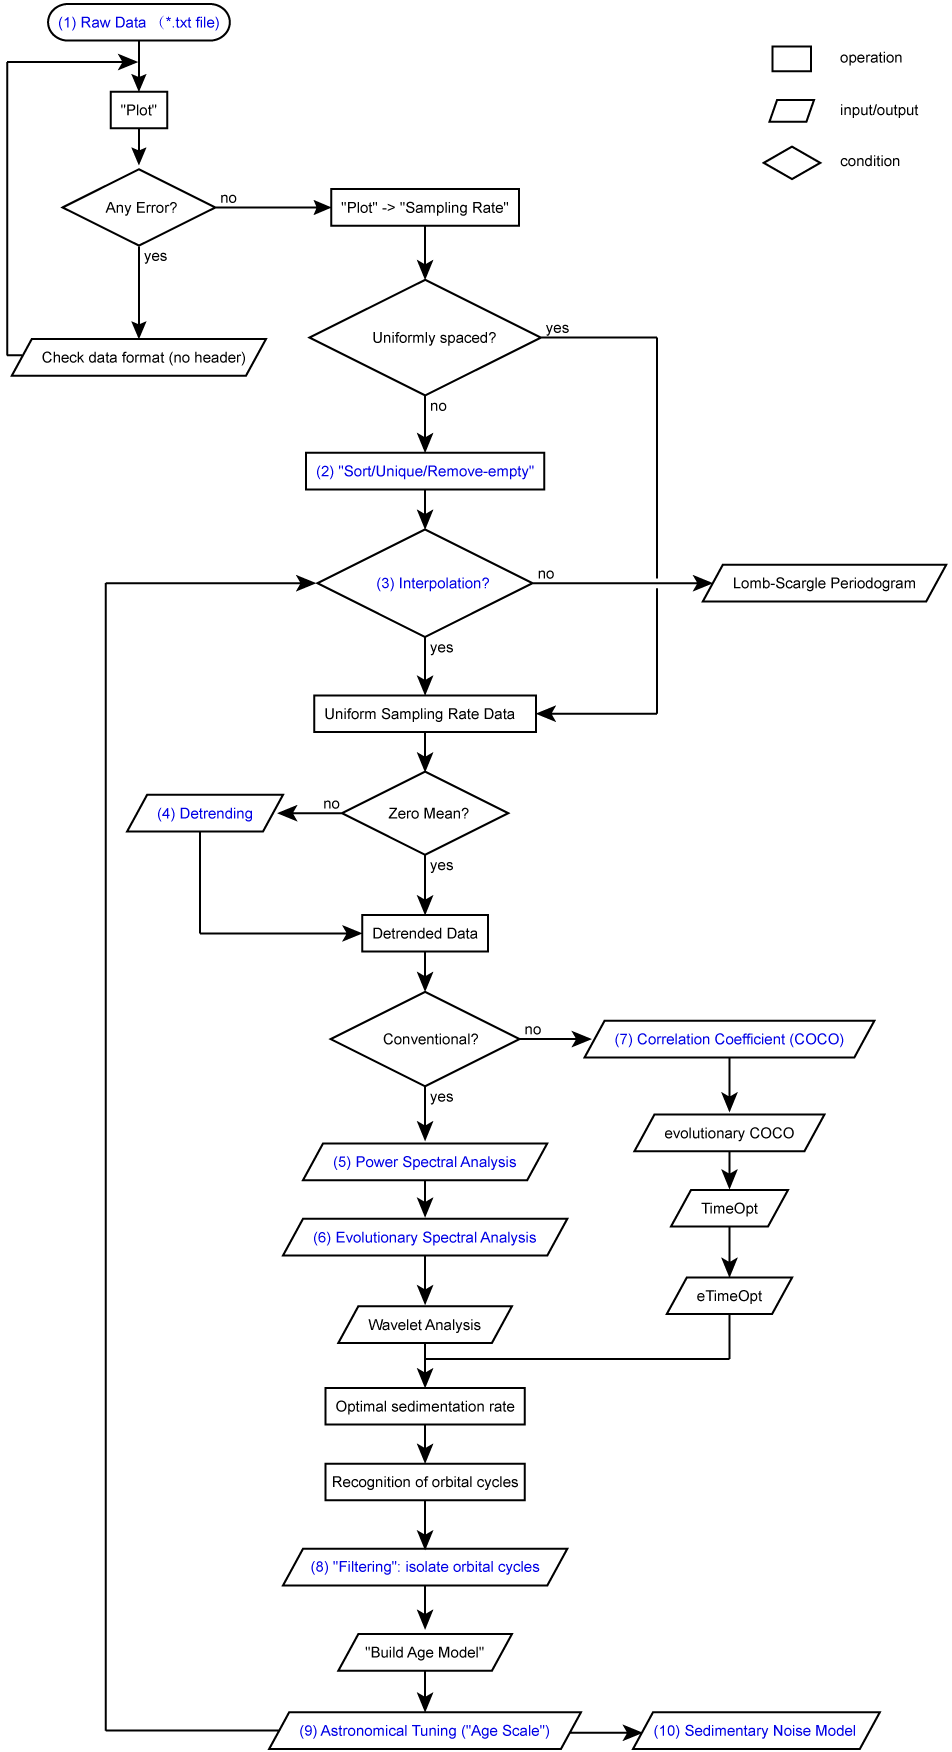 (1) Raw Data （*.txt file)
operation
"Plot"
input/output
condition
Any Error?
no
"Plot" -> "Sampling Rate"
yes
Uniformly spaced?
yes
Check data format (no header)
no
(2) "Sort/Unique/Remove-empty"
(3) Interpolation?
no
Lomb-Scargle Periodogram
yes
Uniform Sampling Rate Data
(4) Detrending
no
Zero Mean?
yes
Detrended Data
Conventional?
no
(7) Correlation Coefficient (COCO)
yes
evolutionary COCO
(5) Power Spectral Analysis
TimeOpt
(6) Evolutionary Spectral Analysis
eTimeOpt
Wavelet Analysis
Optimal sedimentation rate
Recognition of orbital cycles
(8) "Filtering": isolate orbital cycles
"Build Age Model"
(9) Astronomical Tuning ("Age Scale")
(10) Sedimentary Noise Model